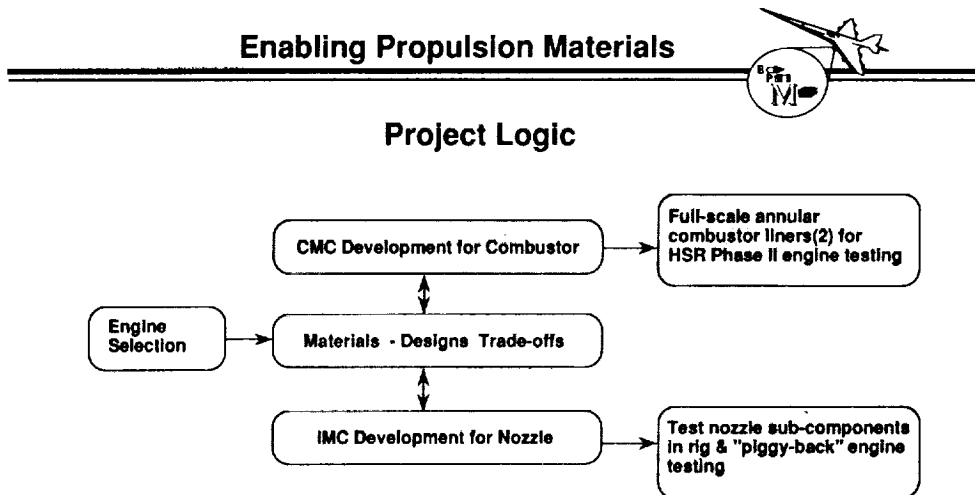 Enabling Propulsion Materials
Project Logic
CMC Development for Combustor
Full-scale annular
combustor liners(2) for
HSR Phase II engine testing
Engine
Selection
Materials - Designs Trade-offs
IMC Development for Nozzle
Test nozzle sub-components
in rig & "piggy-back" engine
testing